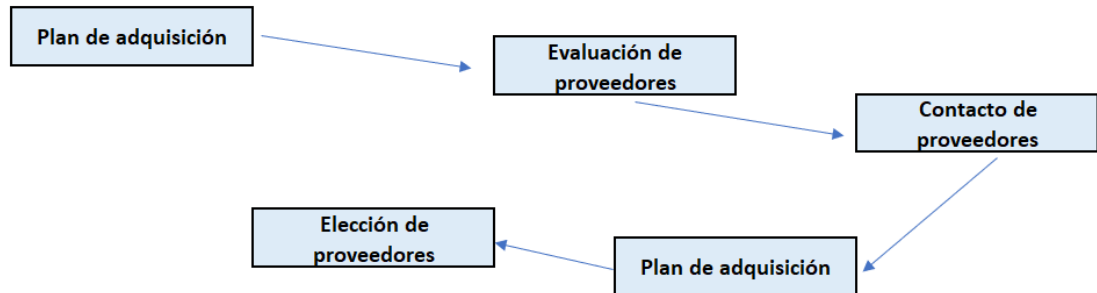 Plan de adquisición
Evaluación de
proveedores
Contacto de
proveedores
Plan de adquisición
Elección de
proveedores